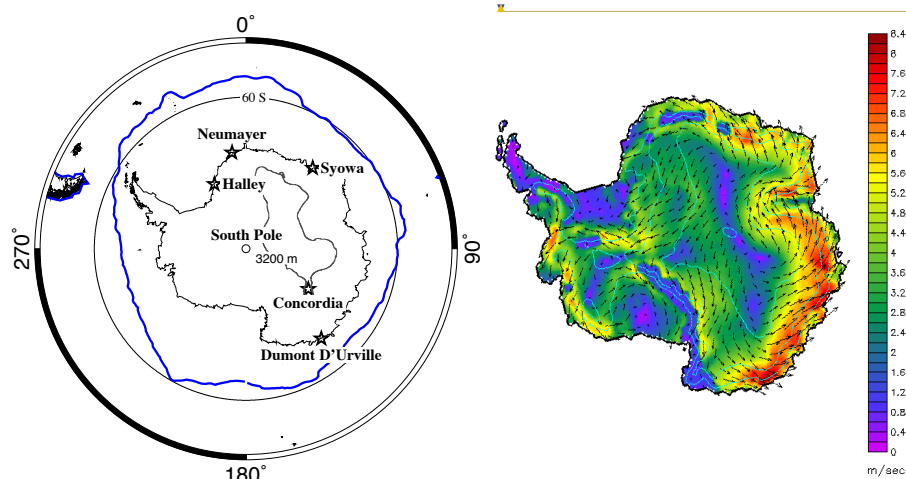 0°
60 S
Neumayer
Syowa
Halley
270°
South Pole
90°
3200 m
Concordia
Dumont D'Urville
180°
8.4
8
7.6
7.2
6.8
6.4
6
5.6
5.2
4.8
4.4
4
3.6
3.2
2.8
2.4
2
1.6
1.2
0.8
0.4
0
m/sec